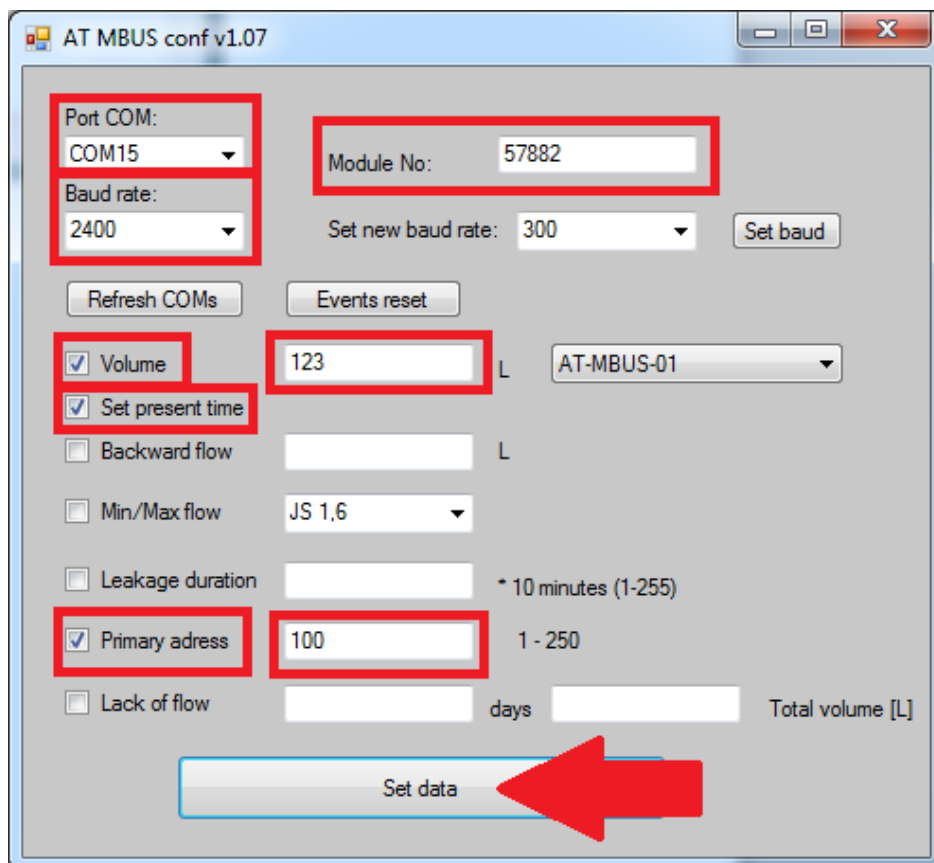 AT MBUS conf v1.07
Port COM:
COM15
Module No: 57882
Baud rate:
2400
Set new baud rate: 300 Set baud
Refresh COMs Events reset
Volume 123 L AT-MBUS-01
Set present time
Backward flow L
Min/Max flow JS 1,6
Leakage duration * 10 minutes (1-255)
Primary adress 100 1 - 250
Lack of flow days Total volume [L]
Set data